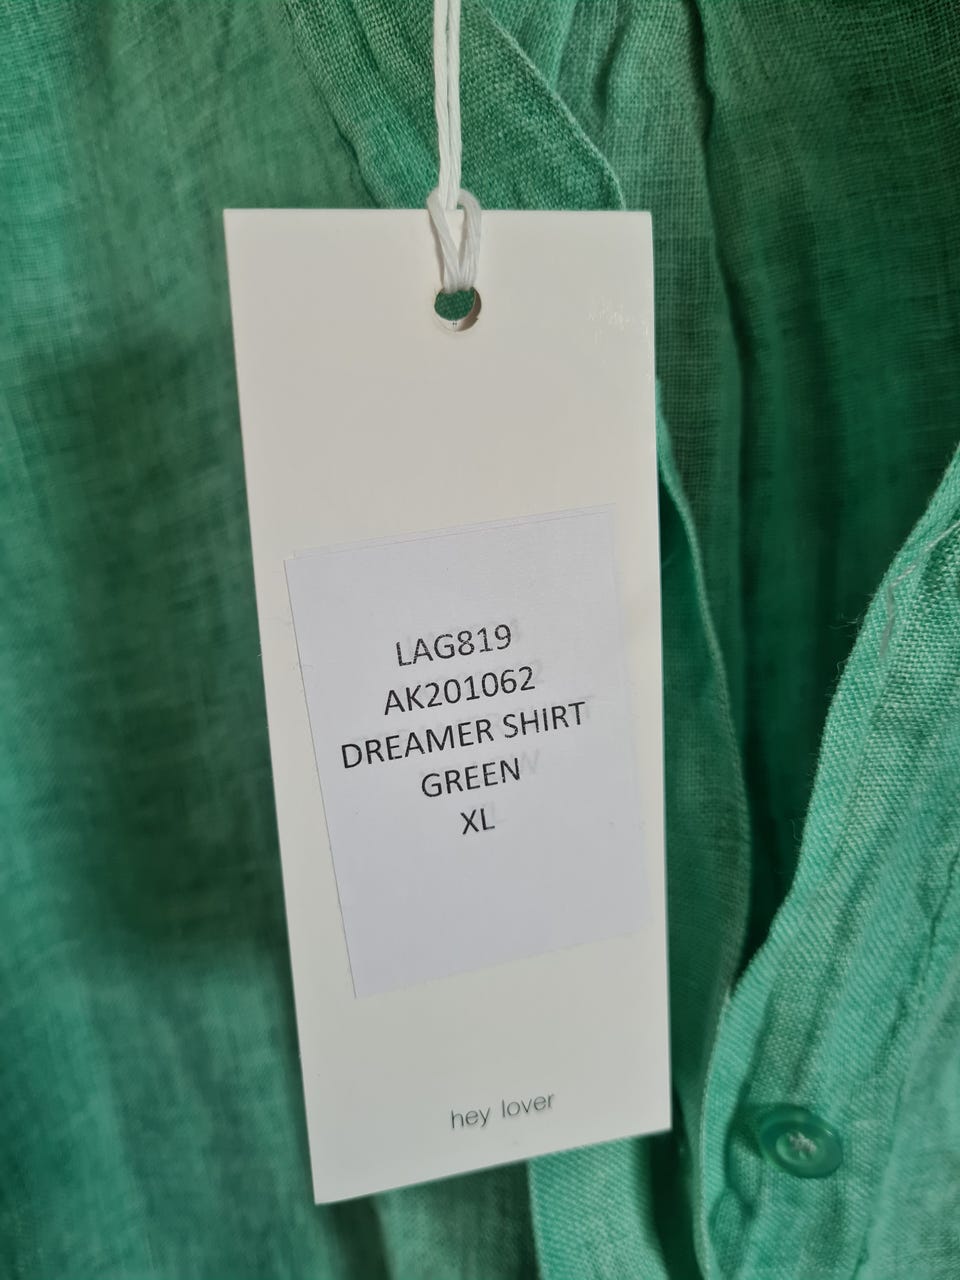 LAG819
AK201062
DREAMER SHIRT
GREEN
XL
hey lover